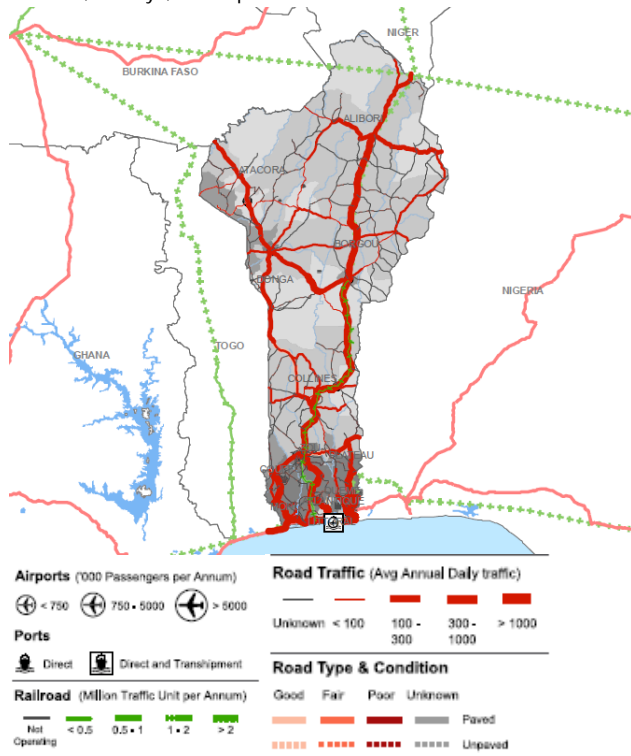 NIGER
BURKINA FASO
ALIBORI
ATACORA
BORGOU
DONGA
NIGERIA
TOGO
GHANA
COLLINES
Airports ('000 Passengers per Annum)
< 750 750 - 5000 > 5000
Ports
Direct Direct and Transhipment
Railroad (Million Traffic Unit per Annum)
Not Operating < 0.5 0.5 - 1 1 - 2 > 2
Road Traffic (Avg Annual Daily traffic)
Unknown < 100 100 - 300 300 - 1000 > 1000
Road Type & Condition
Good Fair Poor Unknown
Paved
Unpaved